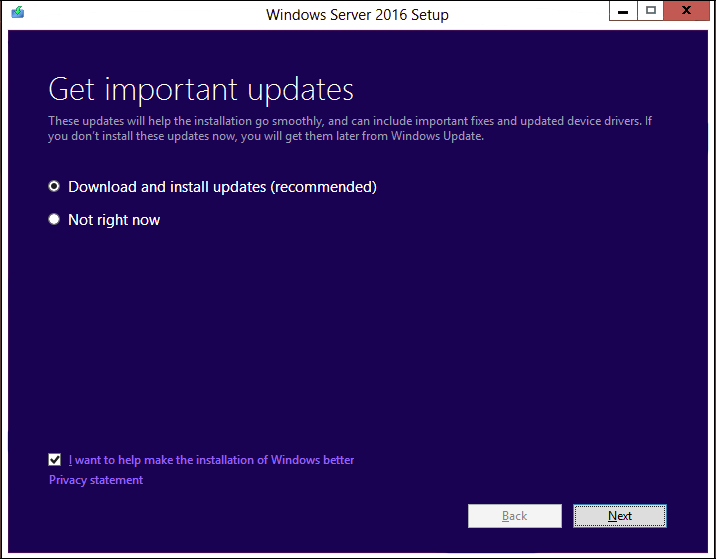 Windows Server 2016 Setup
Get important updates
These updates will help the installation go smoothly, and can include important fixes and updated device drivers. If
you don't install these updates now, you will get them later from Windows Update.
Download and install updates (recommended)
Not right now
I want to help make the installation of Windows better
Privacy statement
Back
Next